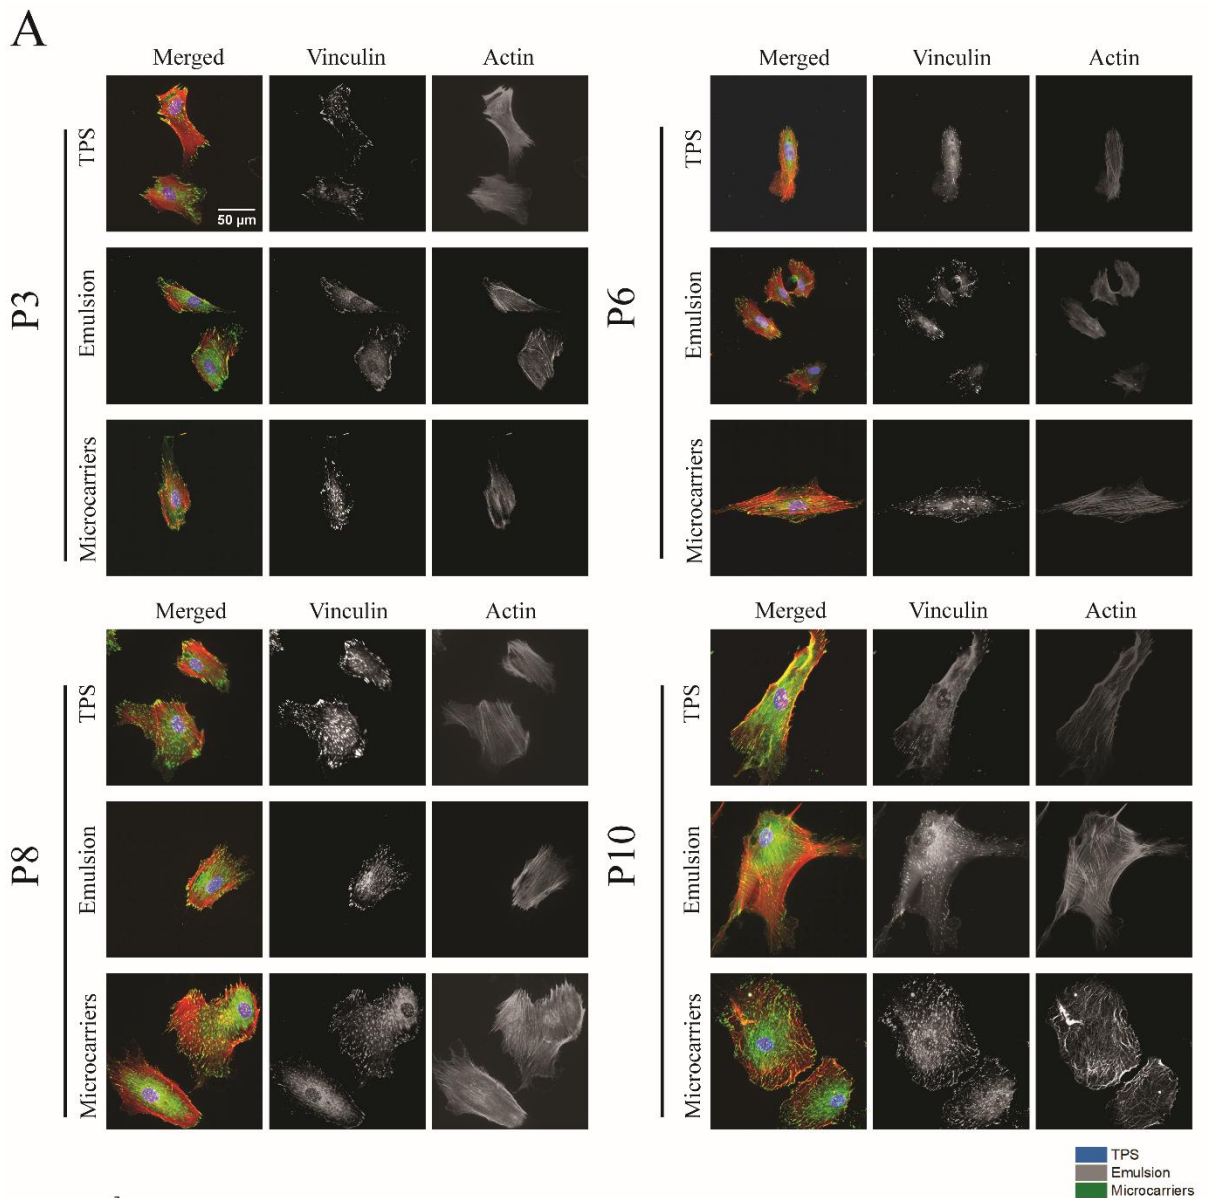 A
Merged Vinculin Actin
Merged Vinculin Actin
P3
TPS
50 µm
Emulsion
Microcarriers
P6
TPS
Emulsion
Microcarriers
Merged Vinculin Actin
Merged Vinculin Actin
P8
TPS
Emulsion
Microcarriers
P10
TPS
Emulsion
Microcarriers
TPS
Emulsion
Microcarriers